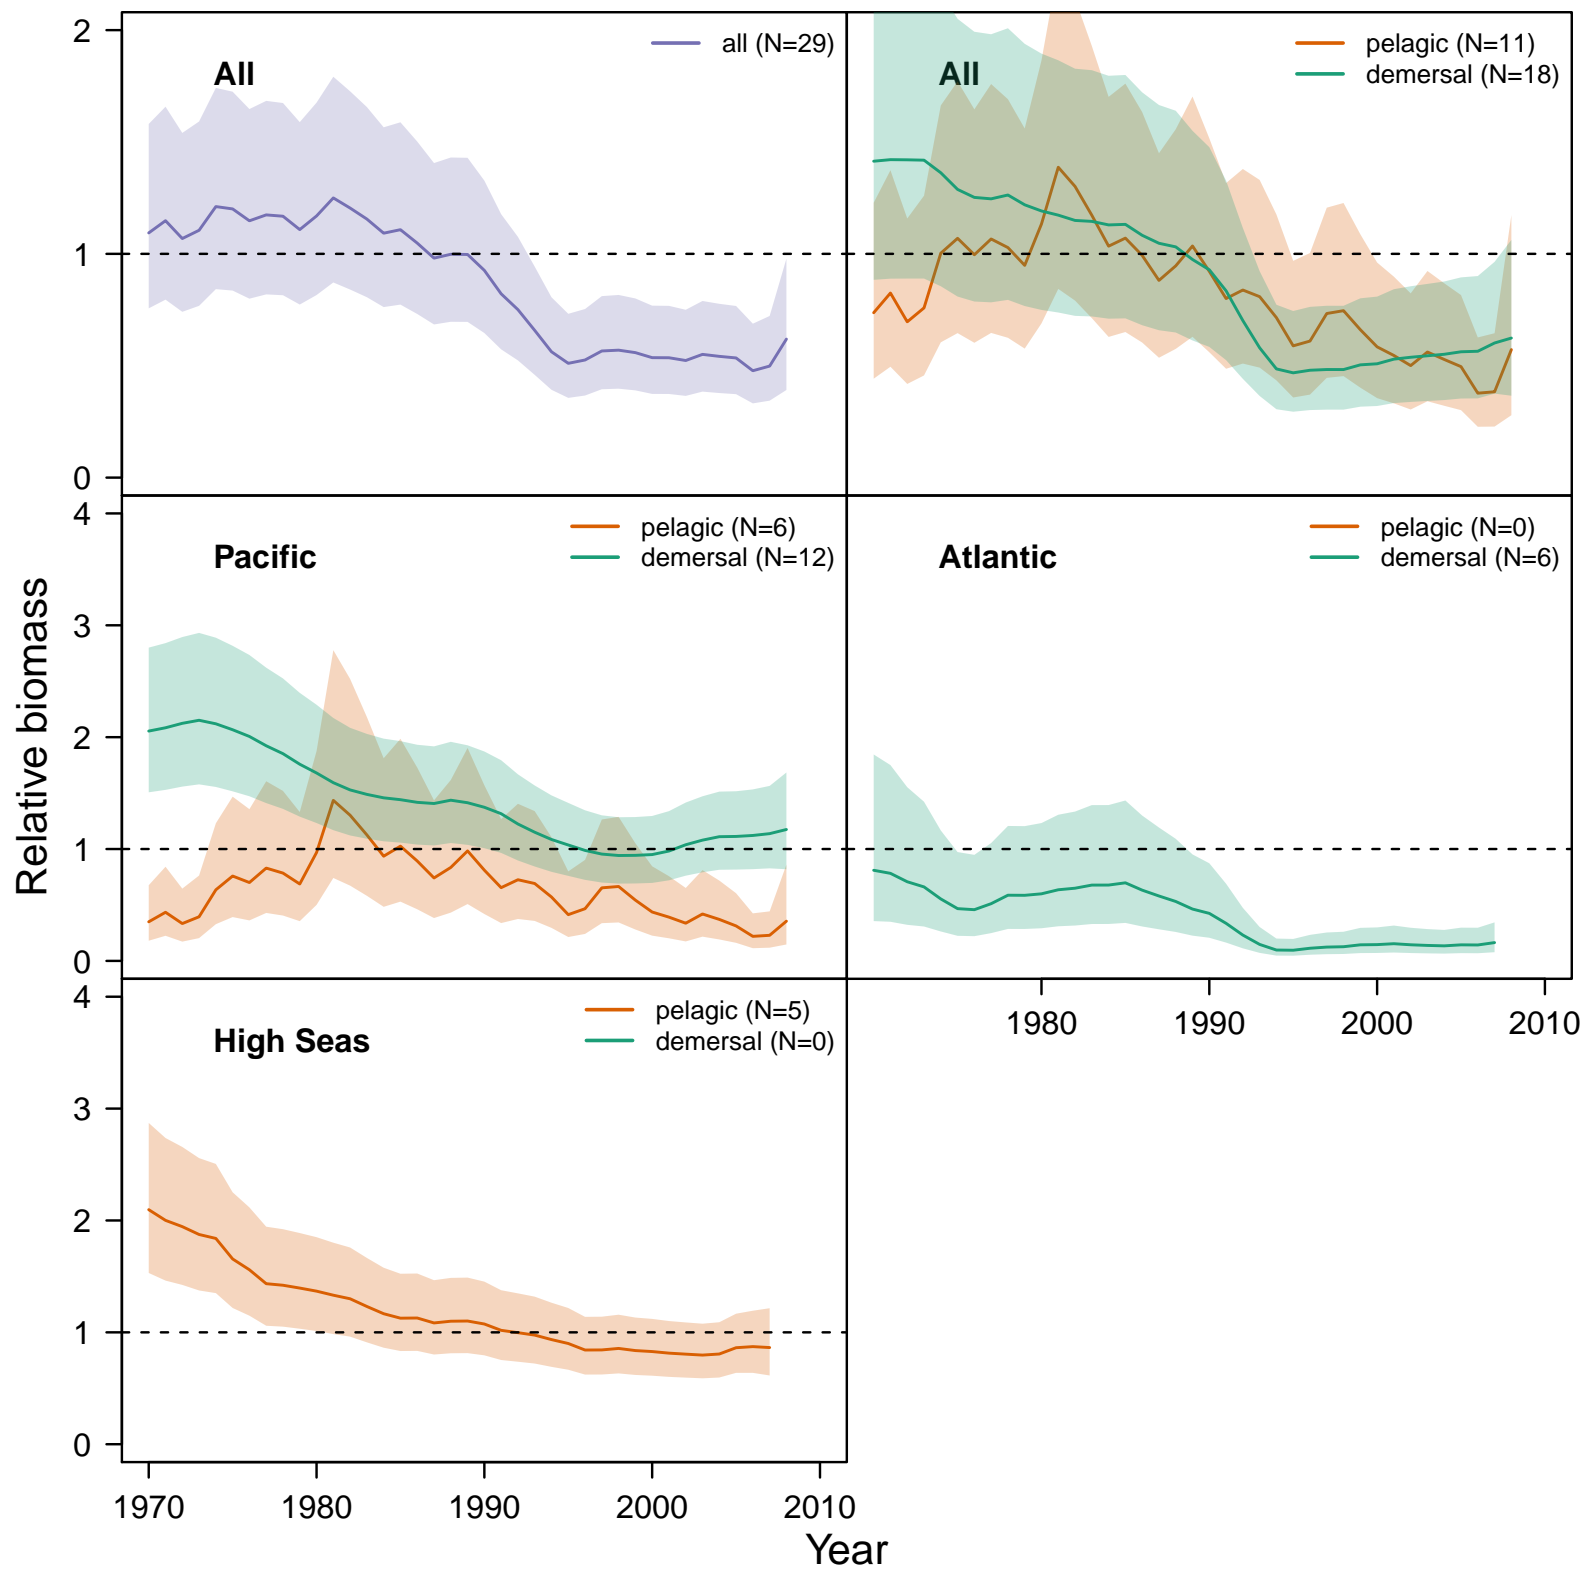 2
1
0
All
all (N=29)
All
pelagic (N=11)
demersal (N=18)
4
3
2
1
0
Pacific
pelagic (N=6)
demersal (N=12)
Atlantic
pelagic (N=0)
demersal (N=6)
1980 1990 2000 2010
Relative biomass
4
3
2
1
0
High Seas
pelagic (N=5)
demersal (N=0)
1970 1980 1990 2000 2010
Year